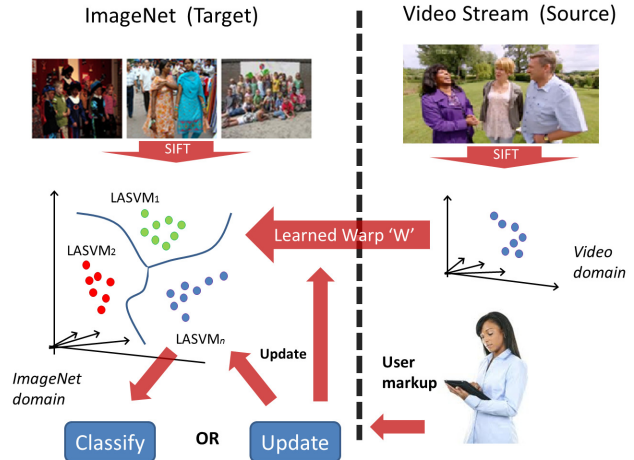 ImageNet (Target)
Video Stream (Source)
SIFT
SIFT
LASVM1
LASVM2
LASVMn
Learned Warp 'W'
Video
domain
ImageNet
domain
Update
User
markup
Classify
OR
Update